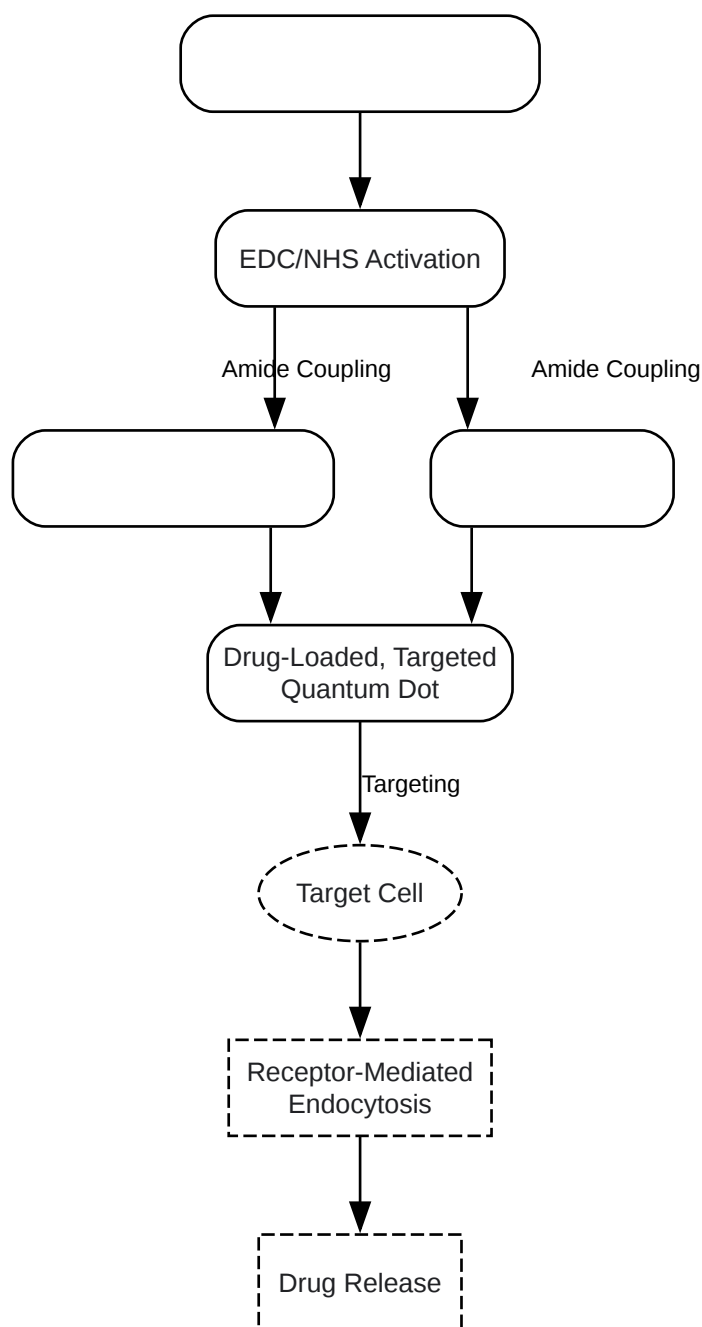 EDC/NHS Activation
Amide Coupling
Amide Coupling
Drug-Loaded, Targeted
Quantum Dot
Targeting
Target Cell
Receptor-Mediated
Endocytosis
Drug Release